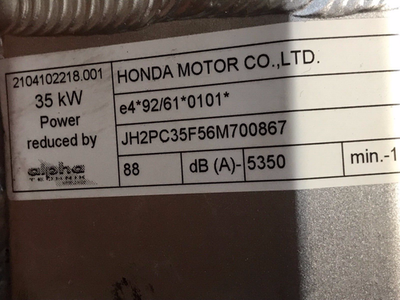 2104102218.001
35 kW
Power
reduced by
alpha
TECHNIK
HONDA MOTOR CO.,LTD.
e4*92/61*0101*
JH2PC35F56M700867
88 dB (A)- 5350 min.-1